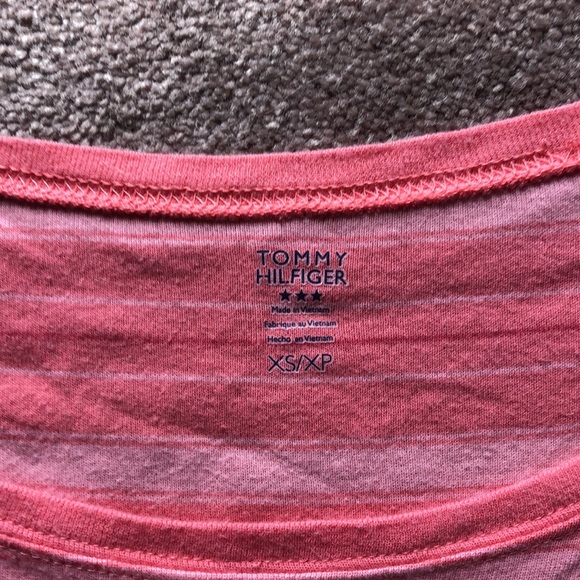 TOMMY
HILFIGER
Made in Vietnam
Fabriqué au Vietnam
Hecho en Vietnam
XS/XP